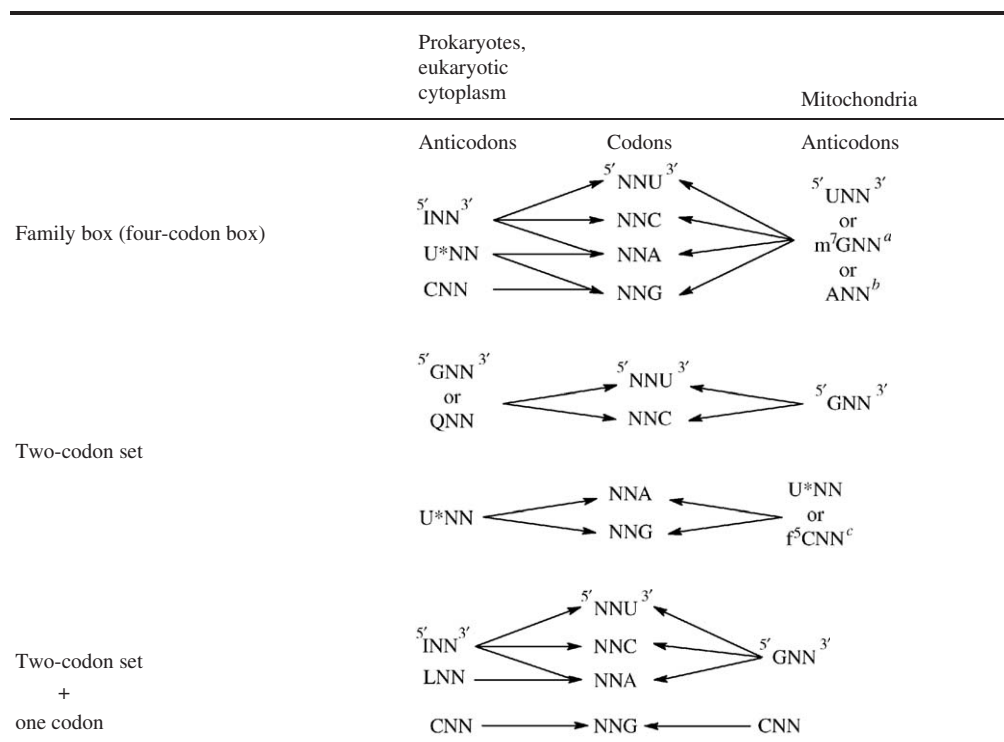 Prokaryotes,
eukaryotic
cytoplasm
Mitochondria
Anticodons Codons Anticodons
Family box (four-codon box)
5′INN3′
U*NN
CNN
5′NNU3′
NNC
NNA
NNG
5′UNN3′
or
m7GNNa
or
ANNb
Two-codon set
5′GNN3′
or
QNN
5′NNU3′
NNC
5′GNN3′
U*NN
NNA
NNG
U*NN
or
f5CNNc
Two-codon set
+
one codon
5′INN3′
LNN
CNN
5′NNU3′
NNC
NNA
NNG
5′GNN3′
CNN